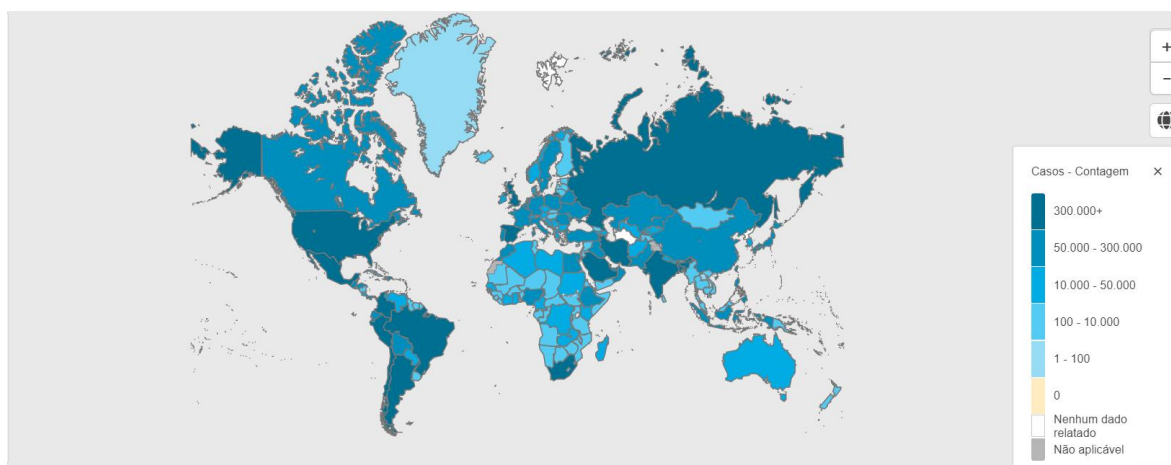 +
−
Casos - Contagem ×
300.000+
50.000 - 300.000
10.000 - 50.000
100 - 10.000
1 - 100
0
Nenhum dado
relatado
Não aplicável